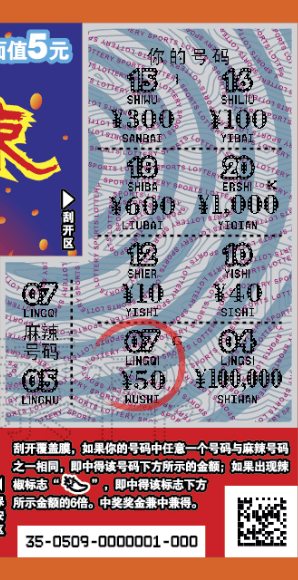 面值5元
你的号码
15 16
SHIWU SHILIU
¥300 ¥100
SANBAI YIBAI
18 20
SHIBA ERSHI
¥600 ¥1,000
LIUBAI YIQIAN
12 10
SHIER YISHI
¥10 ¥40
YISHI SISHI
07 04
LINGQI LINGSI
¥50 ¥100,000
WUSHI SHIWAN
刮开区
07
LINGQI
麻辣
号码
05
LINGWU
刮开覆盖膜，如果你的号码中任意一个号码与麻辣号码
之一相同，即中得该号码下方所示的金额；如果出现辣
椒标志“ ”，即中得该标志下方
所示金额的6倍。中奖奖金兼中兼得。
35-0509-0000001-000